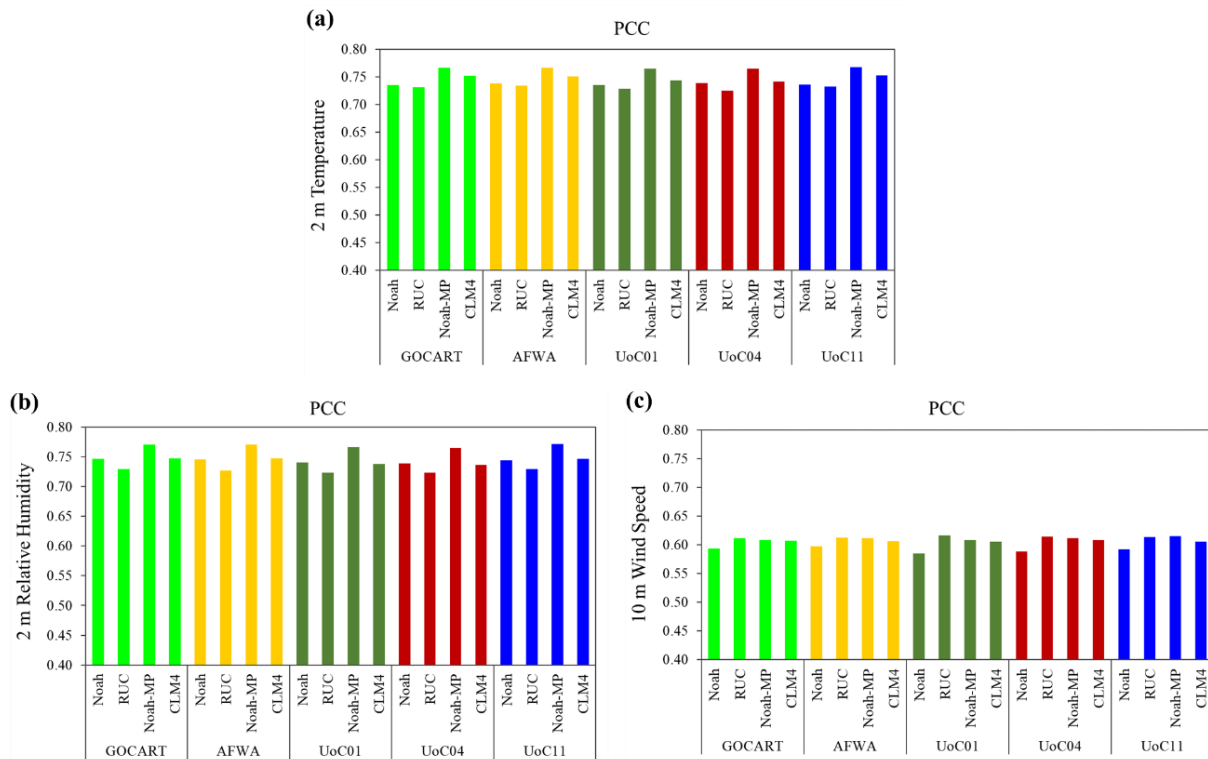 (a)
PCC
2 m Temperature
0.80
0.75
0.70
0.65
0.60
0.55
0.50
0.45
0.40
Noah RUC Noah-MP CLM4 Noah RUC Noah-MP CLM4 Noah RUC Noah-MP CLM4 Noah RUC Noah-MP CLM4 Noah RUC Noah-MP CLM4
GOCART AFWA UoC01 UoC04 UoC11
(b)
PCC
2 m Relative Humidity
0.80
0.75
0.70
0.65
0.60
0.55
0.50
0.45
0.40
Noah RUC Noah-MP CLM4 Noah RUC Noah-MP CLM4 Noah RUC Noah-MP CLM4 Noah RUC Noah-MP CLM4 Noah RUC Noah-MP CLM4
GOCART AFWA UoC01 UoC04 UoC11
(c)
PCC
10 m Wind Speed
0.80
0.75
0.70
0.65
0.60
0.55
0.50
0.45
0.40
Noah RUC Noah-MP CLM4 Noah RUC Noah-MP CLM4 Noah RUC Noah-MP CLM4 Noah RUC Noah-MP CLM4 Noah RUC Noah-MP CLM4
GOCART AFWA UoC01 UoC04 UoC11